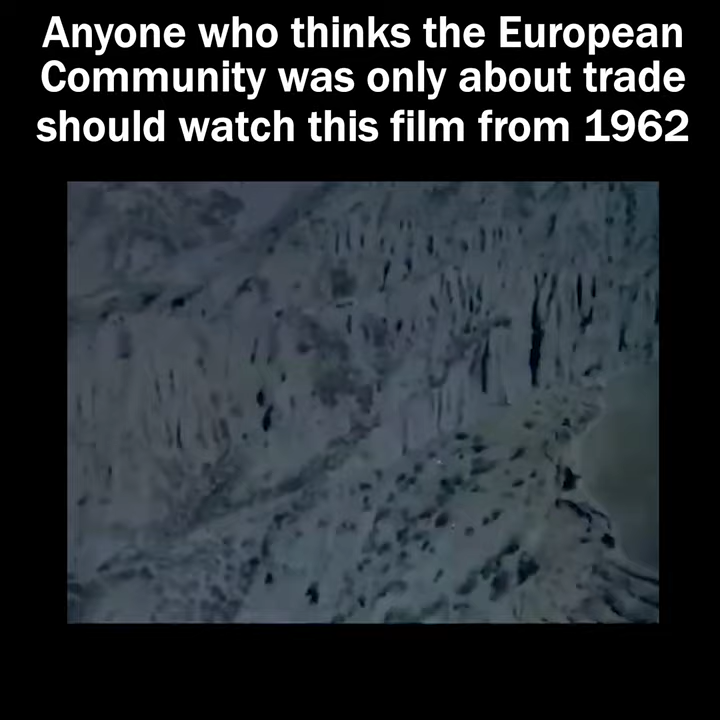 Anyone who thinks the European
Community was only about trade
should watch this film from 1962